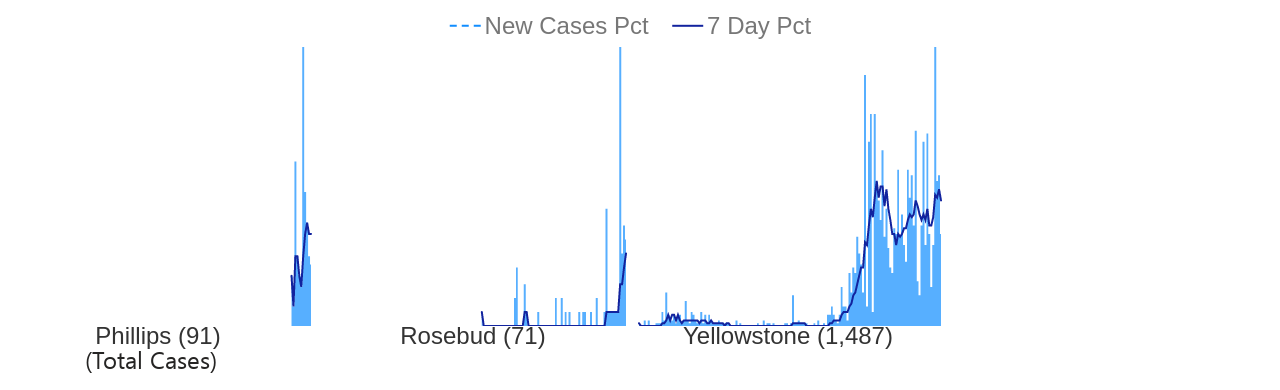 New Cases Pct 7 Day Pct
Phillips (91) Rosebud (71) Yellowstone (1,487)
(Total Cases)